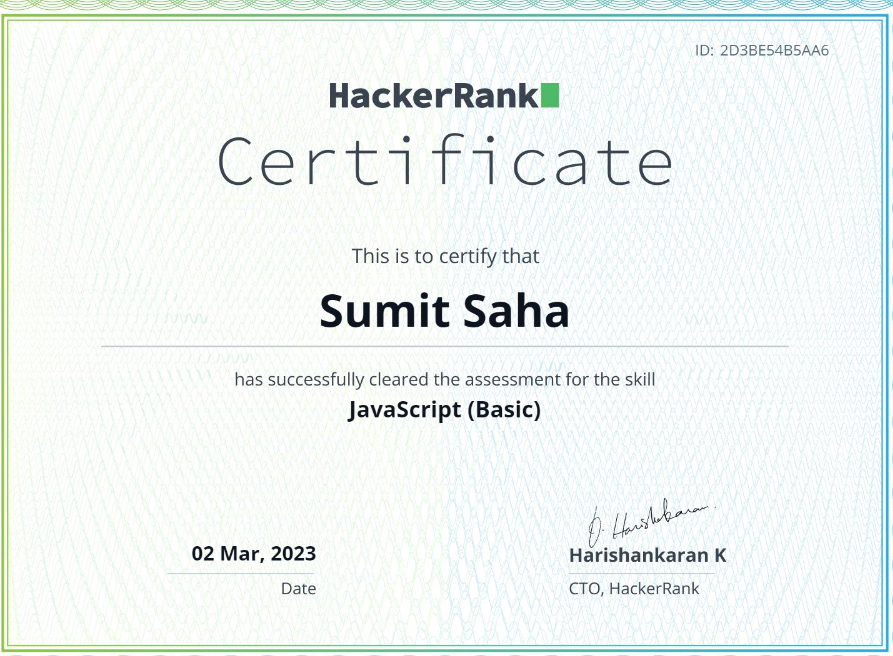 ID: 2D3BE54B5AA6
HackerRank
Certificate
This is to certify that
Sumit Saha
has successfully cleared the assessment for the skill
JavaScript (Basic)
02 Mar, 2023
Date
Harishankaran
Harishankaran K
CTO, HackerRank